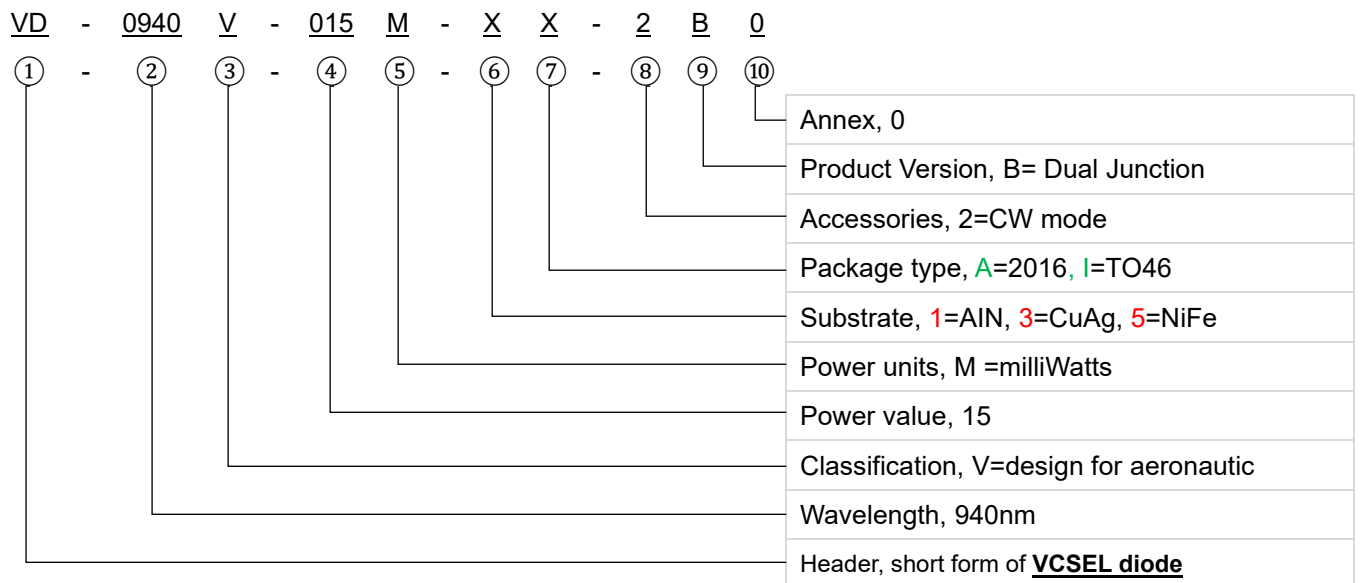 VD - 0940 V - 015 M - X X - 2 B 0
① - ② ③ - ④ ⑤ - ⑥ ⑦ - ⑧ ⑨ ⑩
Annex, 0
Product Version, B= Dual Junction
Accessories, 2=CW mode
Package type, A=2016, I=TO46
Substrate, 1=AlN, 3=CuAg, 5=NiFe
Power units, M =milliWatts
Power value, 15
Classification, V=design for aeronautic
Wavelength, 940nm
Header, short form of VCSEL diode